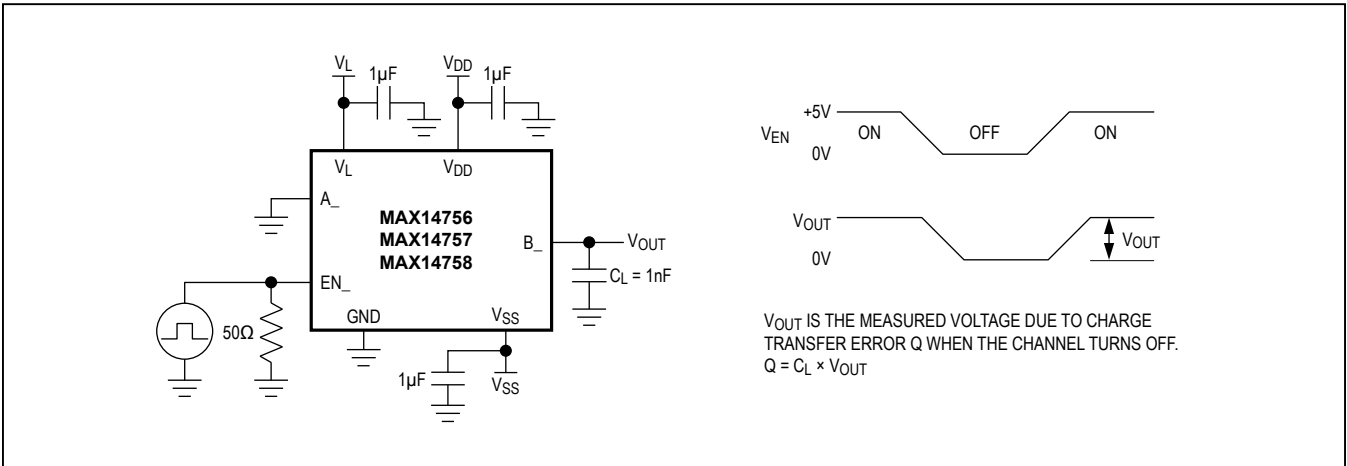 VL
1µF
VDD
1µF
VL
VDD
A_
MAX14756
MAX14757
MAX14758
B_
VOUT
CL = 1nF
EN_
50Ω
GND
VSS
1µF
VSS
+5V
VEN
ON
OFF
ON
0V
VOUT
VOUT
0V
VOUT IS THE MEASURED VOLTAGE DUE TO CHARGE
TRANSFER ERROR Q WHEN THE CHANNEL TURNS OFF.
Q = CL × VOUT